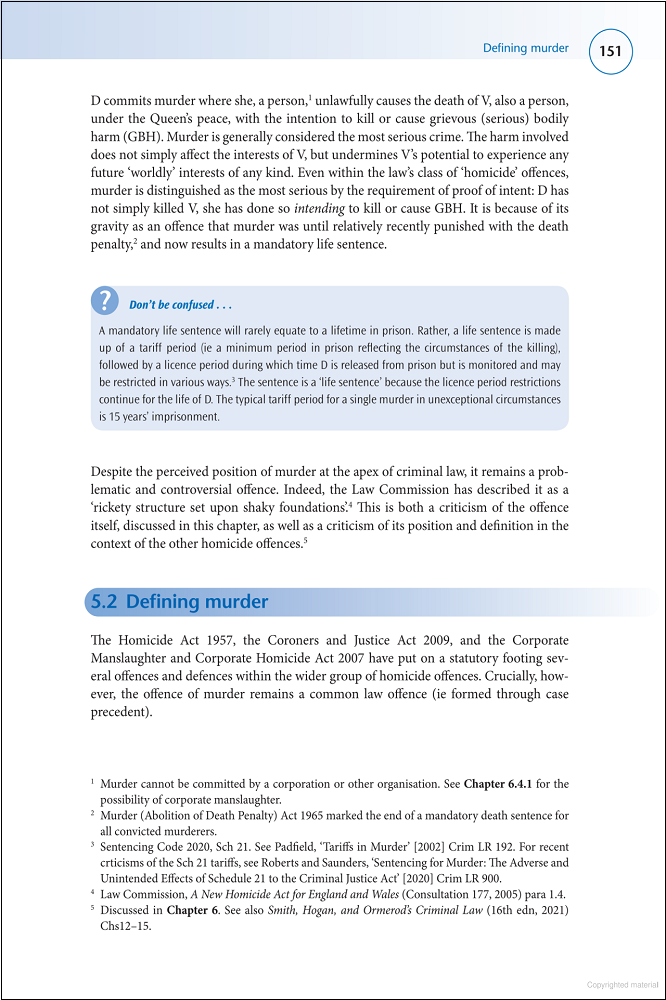 Defining murder
151
D commits murder where she, a person,¹ unlawfully causes the death of V, also a person,
under the Queen's peace, with the intention to kill or cause grievous (serious) bodily
harm (GBH). Murder is generally considered the most serious crime. The harm involved
does not simply affect the interests of V, but undermines V's potential to experience any
future 'worldly' interests of any kind. Even within the law's class of 'homicide' offences,
murder is distinguished as the most serious by the requirement of proof of intent: D has
not simply killed V, she has done so intending to kill or cause GBH. It is because of its
gravity as an offence that murder was until relatively recently punished with the death
penalty,² and now results in a mandatory life sentence.
?
Don't be confused . . .
A mandatory life sentence will rarely equate to a lifetime in prison. Rather, a life sentence is made
up of a tariff period (ie a minimum period in prison reflecting the circumstances of the killing),
followed by a licence period during which time D is released from prison but is monitored and may
be restricted in various ways.³ The sentence is a 'life sentence' because the licence period restrictions
continue for the life of D. The typical tariff period for a single murder in unexceptional circumstances
is 15 years' imprisonment.
Despite the perceived position of murder at the apex of criminal law, it remains a prob-
lematic and controversial offence. Indeed, the Law Commission has described it as a
'rickety structure set upon shaky foundations'.⁴ This is both a criticism of the offence
itself, discussed in this chapter, as well as a criticism of its position and definition in the
context of the other homicide offences.⁵
5.2 Defining murder
The Homicide Act 1957, the Coroners and Justice Act 2009, and the Corporate
Manslaughter and Corporate Homicide Act 2007 have put on a statutory footing sev-
eral offences and defences within the wider group of homicide offences. Crucially, how-
ever, the offence of murder remains a common law offence (ie formed through case
precedent).
¹ Murder cannot be committed by a corporation or other organisation. See Chapter 6.4.1 for the
possibility of corporate manslaughter.
² Murder (Abolition of Death Penalty) Act 1965 marked the end of a mandatory death sentence for
all convicted murderers.
³ Sentencing Code 2020, Sch 21. See Padfield, 'Tariffs in Murder' [2002] Crim LR 192. For recent
crticisms of the Sch 21 tariffs, see Roberts and Saunders, 'Sentencing for Murder: The Adverse and
Unintended Effects of Schedule 21 to the Criminal Justice Act' [2020] Crim LR 900.
⁴ Law Commission, A New Homicide Act for England and Wales (Consultation 177, 2005) para 1.4.
⁵ Discussed in Chapter 6. See also Smith, Hogan, and Ormerod's Criminal Law (16th edn, 2021)
Chs12–15.
Copyrighted material